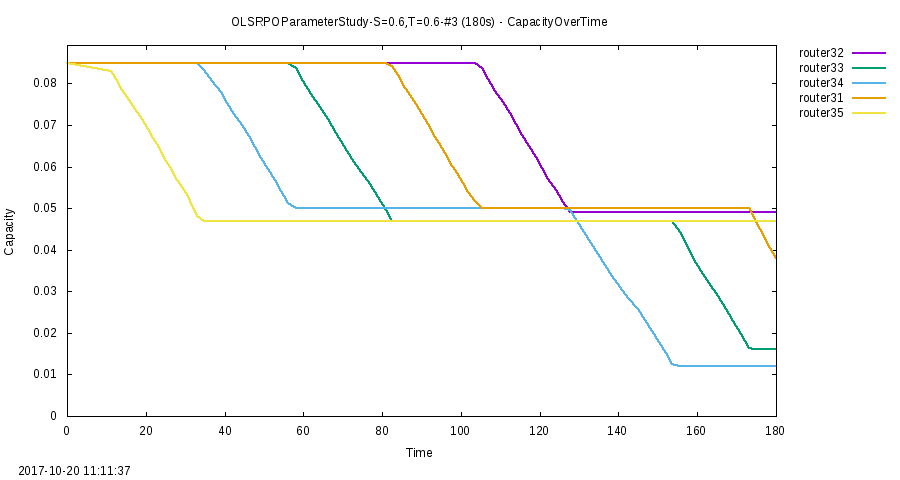 OLSRPOParameterStudy-S=0.6,T=0.6-#3 (180s) - CapacityOverTime
router32
router33
router34
router31
router35
0.08
0.07
0.06
0.05
0.04
0.03
0.02
0.01
0
Capacity
0 20 40 60 80 100 120 140 160 180
Time
2017-10-20 11:11:37